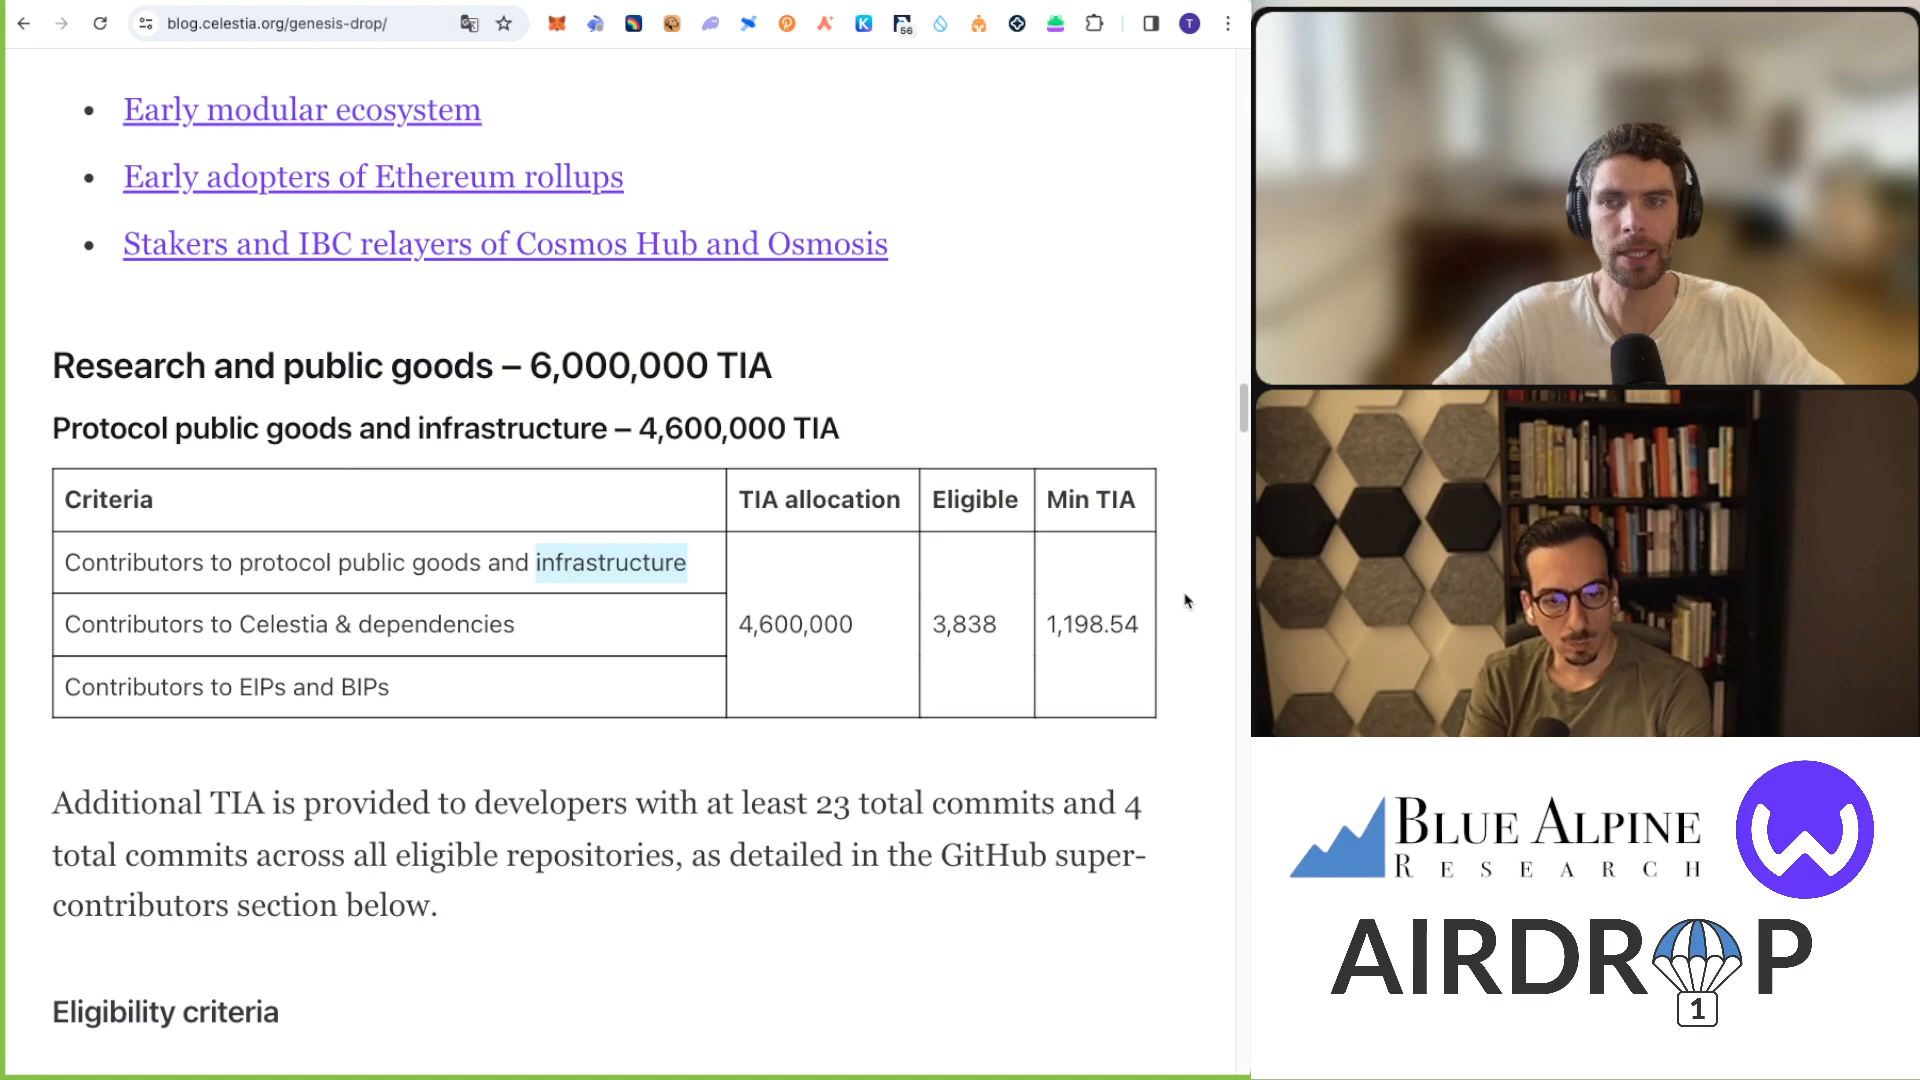 blog.celestia.org/genesis-drop/
56
T
Early modular ecosystem
Early adopters of Ethereum rollups
Stakers and IBC relayers of Cosmos Hub and Osmosis
Research and public goods – 6,000,000 TIA
Protocol public goods and infrastructure – 4,600,000 TIA
Criteria TIA allocation Eligible Min TIA
Contributors to protocol public goods and infrastructure
Contributors to Celestia & dependencies 4,600,000 3,838 1,198.54
Contributors to EIPs and BIPs
Additional TIA is provided to developers with at least 23 total commits and 4
total commits across all eligible repositories, as detailed in the GitHub super-
contributors section below.
Eligibility criteria
BLUE ALPINE
RESEARCH
AIRDROP
1